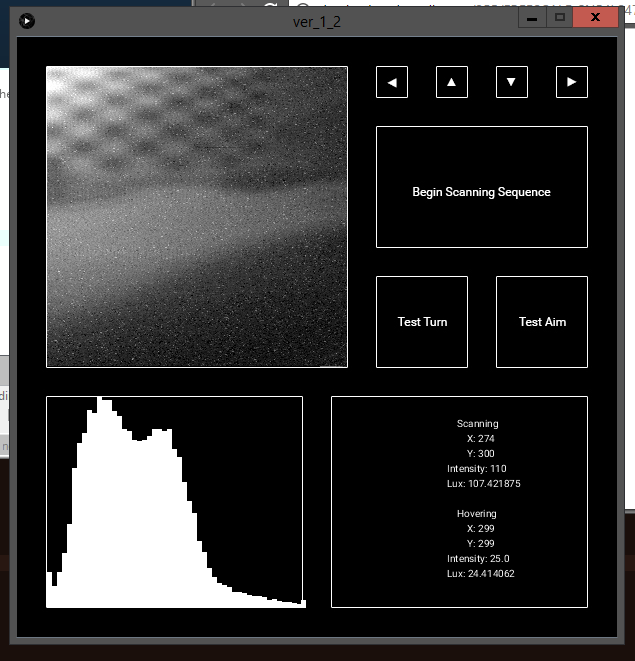 ver_1_2
Begin Scanning Sequence
Test Turn
Test Aim
Scanning
X: 274
Y: 300
Intensity: 110
Lux: 107.421875
Hovering
X: 299
Y: 299
Intensity: 25.0
Lux: 24.414062